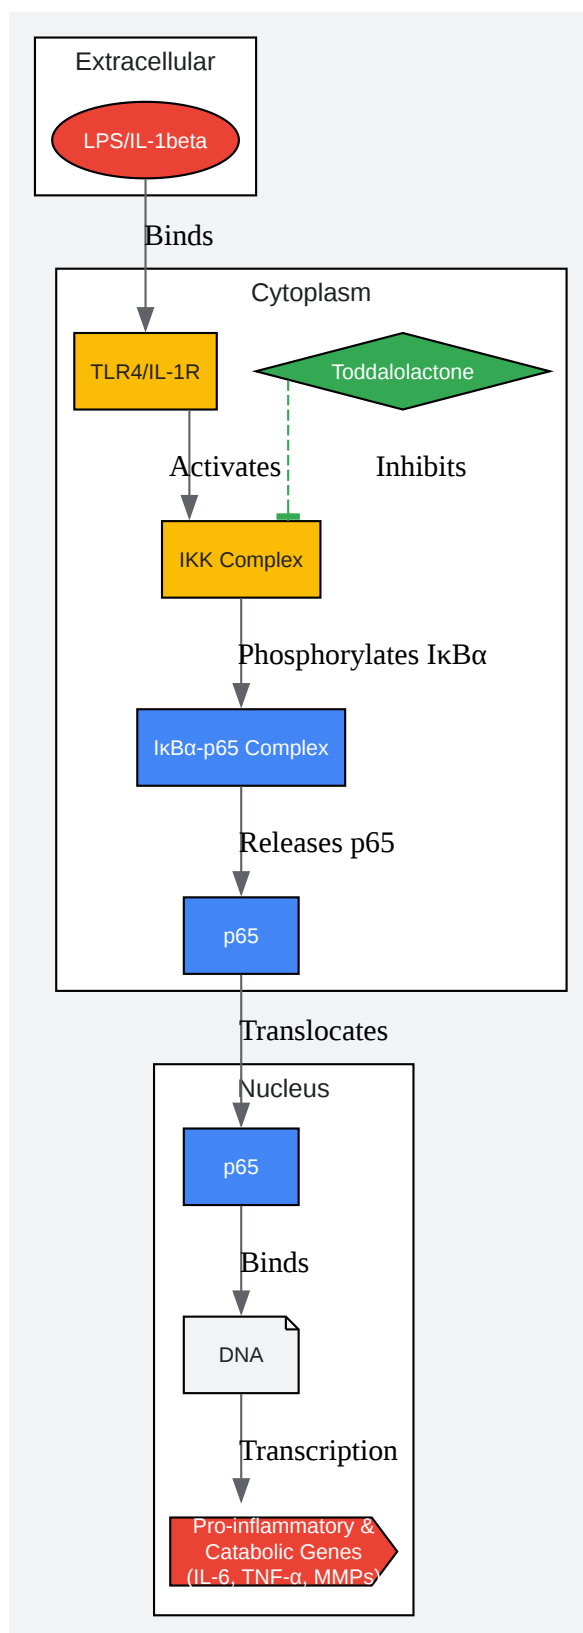 Extracellular
LPS/IL-1beta
Binds
Cytoplasm
TLR4/IL-1R
Toddalolactone
Activates
Inhibits
IKK Complex
Phosphorylates IκBα
IκBα-p65 Complex
Releases p65
p65
Translocates
Nucleus
p65
Binds
DNA
Transcription
Pro-inflammatory &
Catabolic Genes
(IL-6, TNF-α, MMPs)